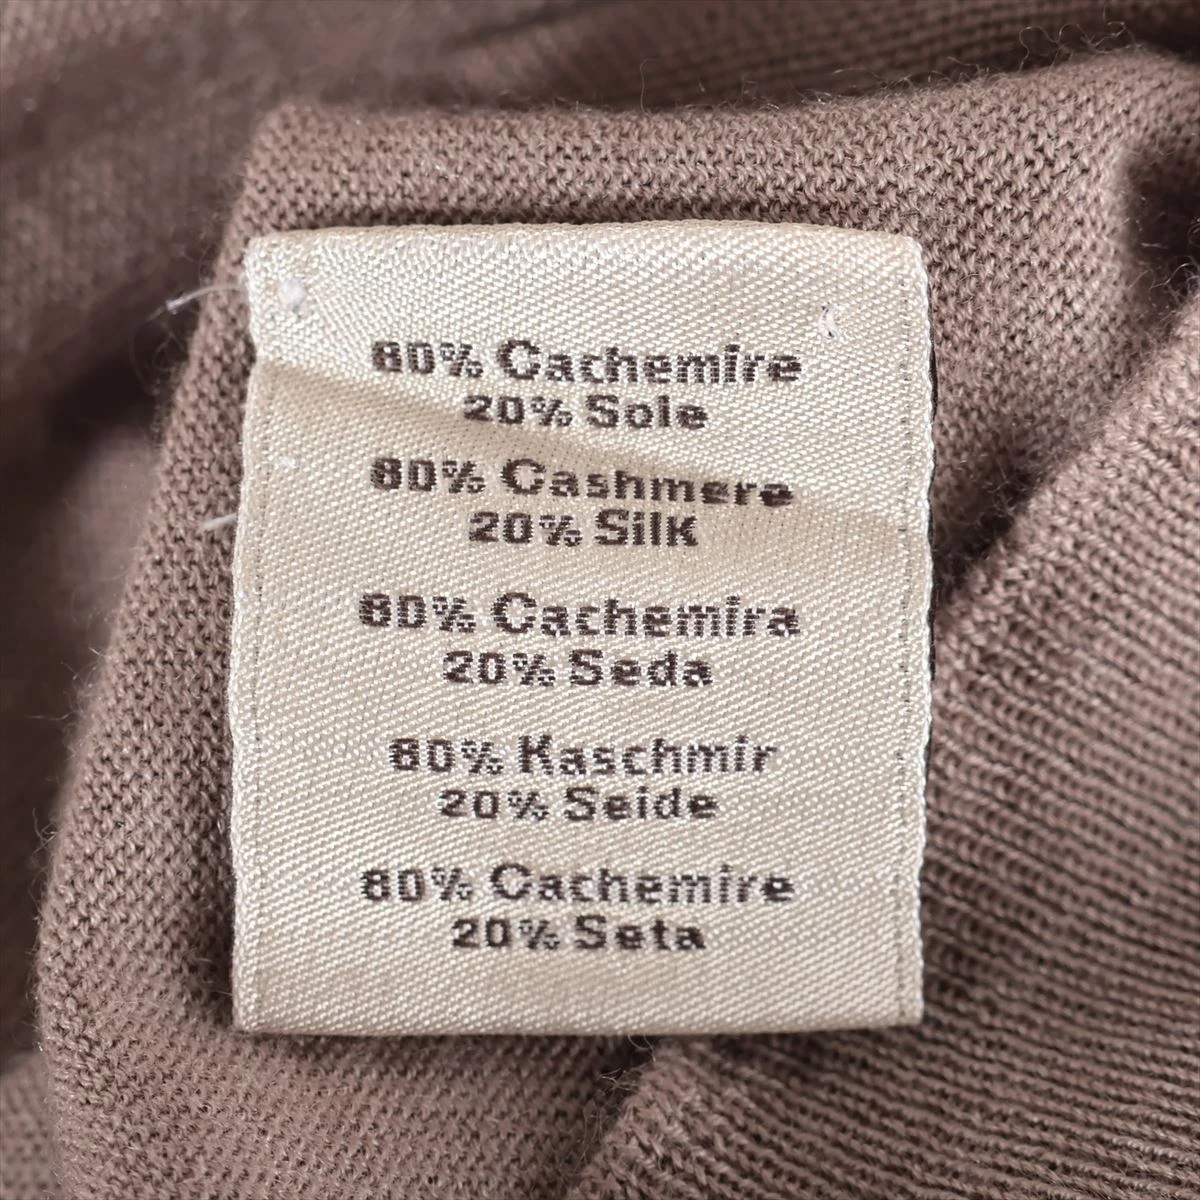 80% Cachemire
20% Sole
80% Cashmere
20% Silk
80% Cachemira
20% Seda
80% Kaschmir
20% Seide
80% Cachemire
20% Seta